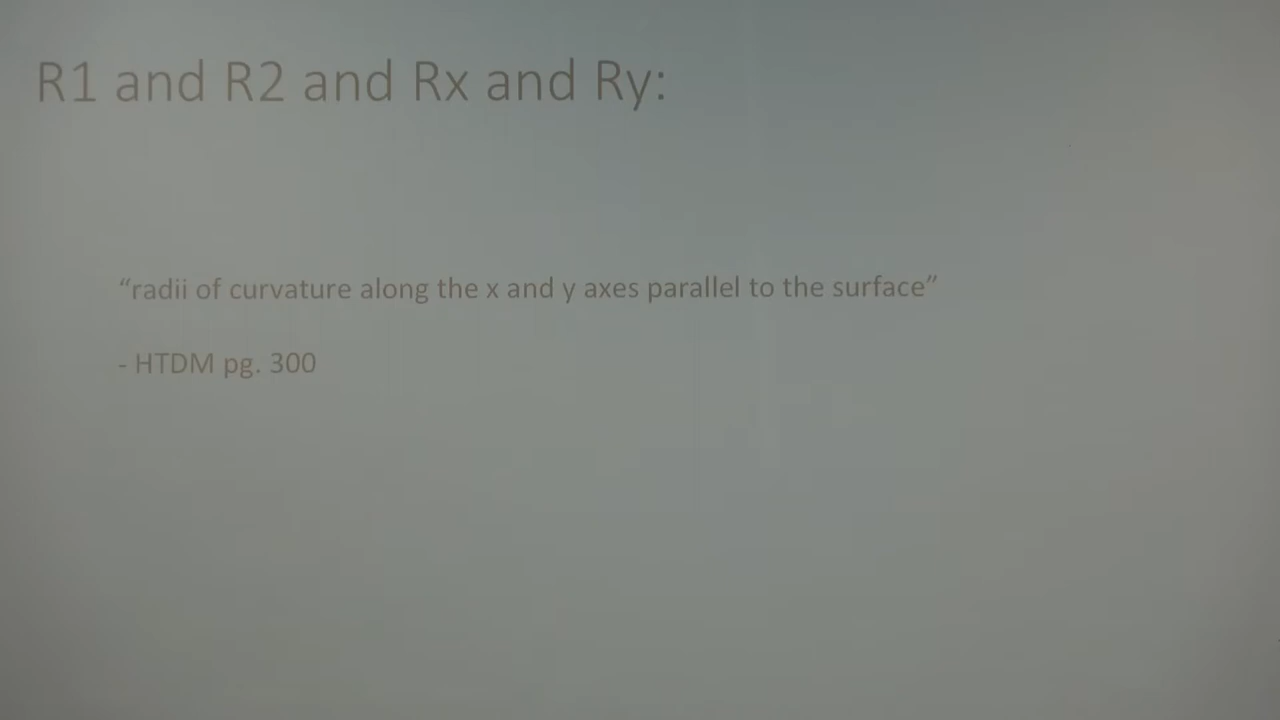 R1 and R2 and Rx and Ry:
“radii of curvature along the x and y axes parallel to the surface”
- HTDM pg. 300